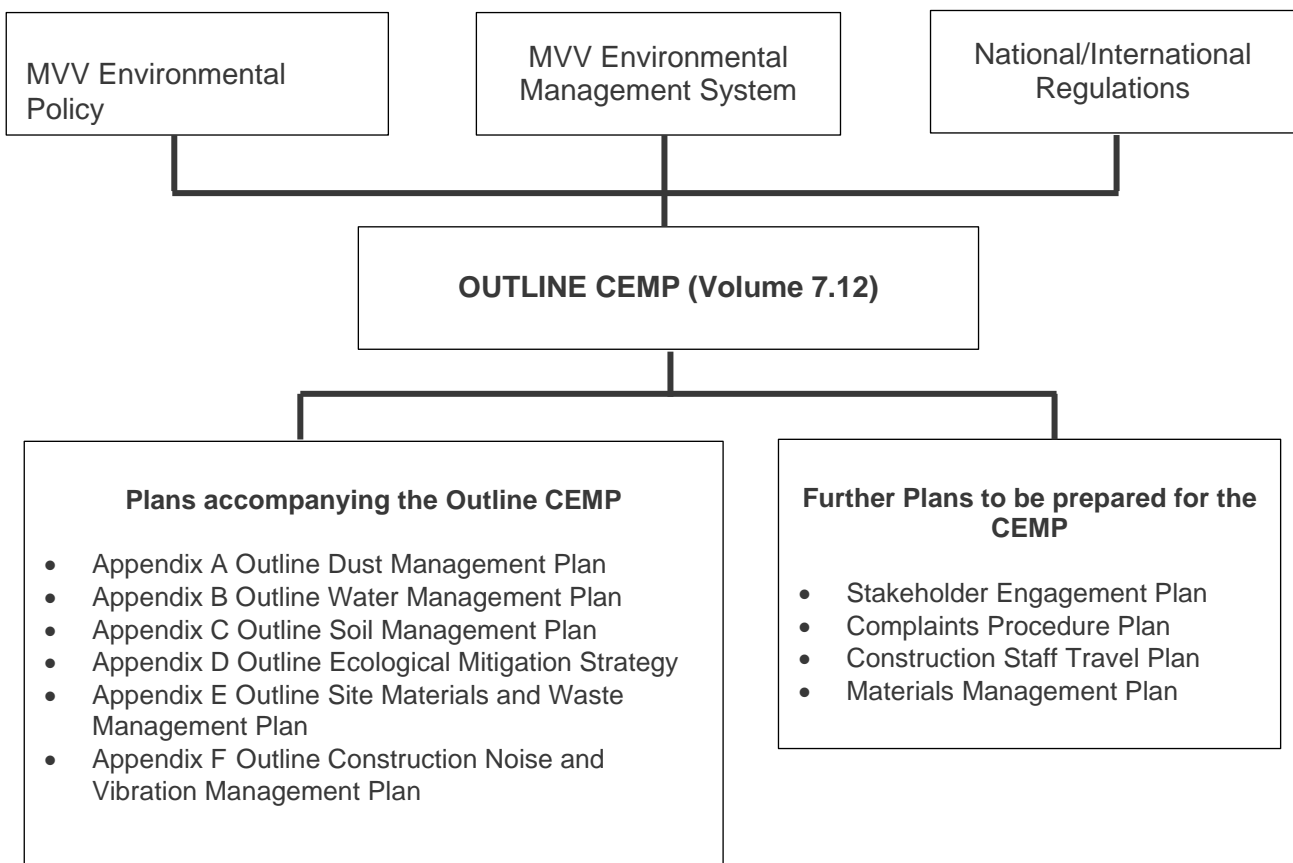 MVV Environmental
Policy
MVV Environmental
Management System
National/International
Regulations
OUTLINE CEMP (Volume 7.12)
Plans accompanying the Outline CEMP
• Appendix A Outline Dust Management Plan
• Appendix B Outline Water Management Plan
• Appendix C Outline Soil Management Plan
• Appendix D Outline Ecological Mitigation Strategy
• Appendix E Outline Site Materials and Waste
Management Plan
• Appendix F Outline Construction Noise and
Vibration Management Plan
Further Plans to be prepared for the
CEMP
• Stakeholder Engagement Plan
• Complaints Procedure Plan
• Construction Staff Travel Plan
• Materials Management Plan